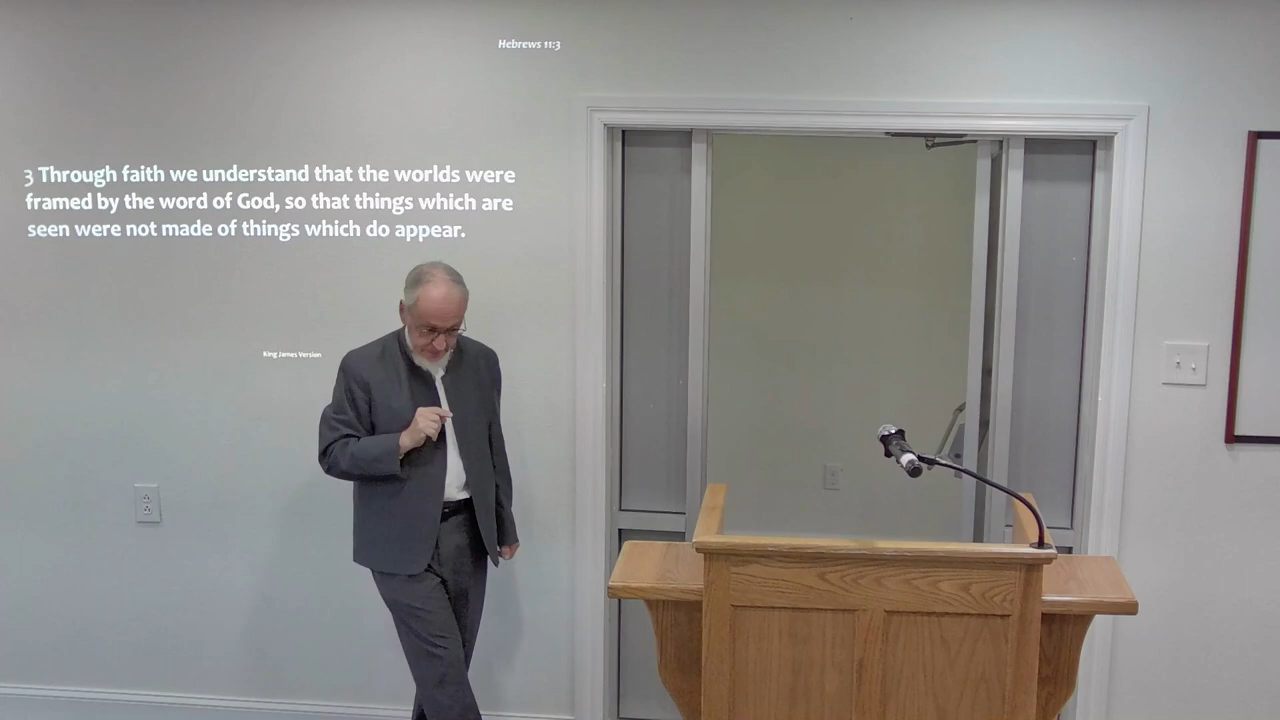 Hebrews 11:3
3 Through faith we understand that the worlds were
framed by the word of God, so that things which are
seen were not made of things which do appear.
King James Version